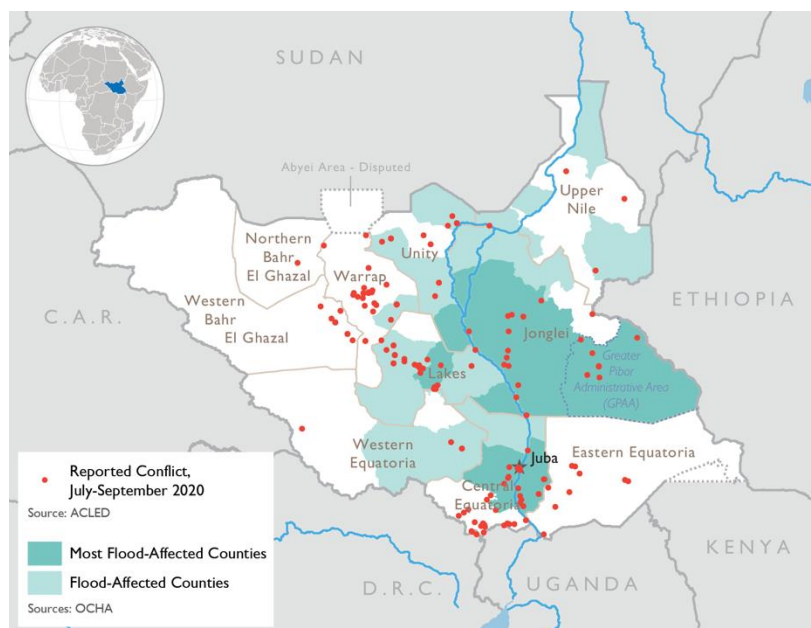 SUDAN
Abyei Area - Disputed
Upper
Nile
Northern
Bahr
El Ghazal
Unity
Warrap
Western
Bahr
El Ghazal
ETHIOPIA
C.A.R.
Jonglei
Greater
Pibor
Administrative Area
(GPAA)
Lakes
Western
Equatoria
Juba
Eastern Equatoria
Central
Equatoria
Reported Conflict,
July-September 2020
Source: ACLED
Most Flood-Affected Counties
Flood-Affected Counties
Sources: OCHA
KENYA
D.R.C.
UGANDA